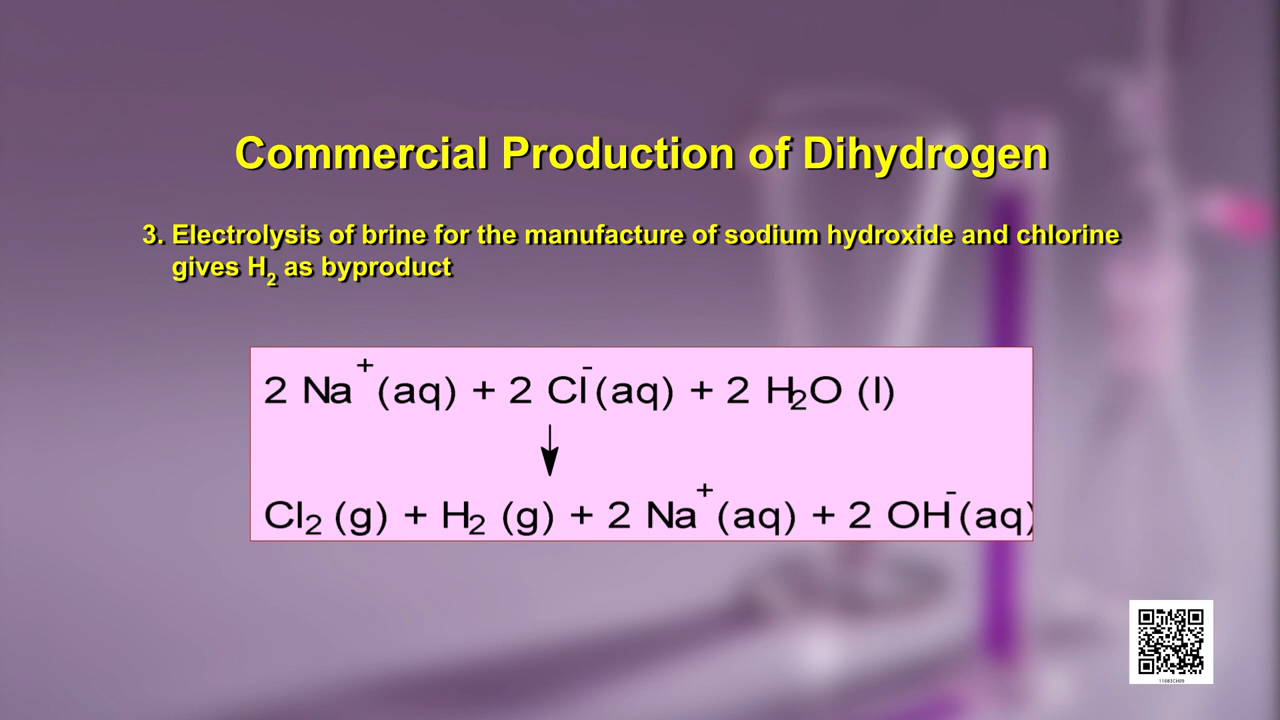 Commercial Production of Dihydrogen
3. Electrolysis of brine for the manufacture of sodium hydroxide and chlorine
gives H₂ as byproduct
2 Na⁺(aq) + 2 Cl⁻(aq) + 2 H₂O (l)
↓
Cl₂ (g) + H₂ (g) + 2 Na⁺(aq) + 2 OH⁻(aq)
11083CH09